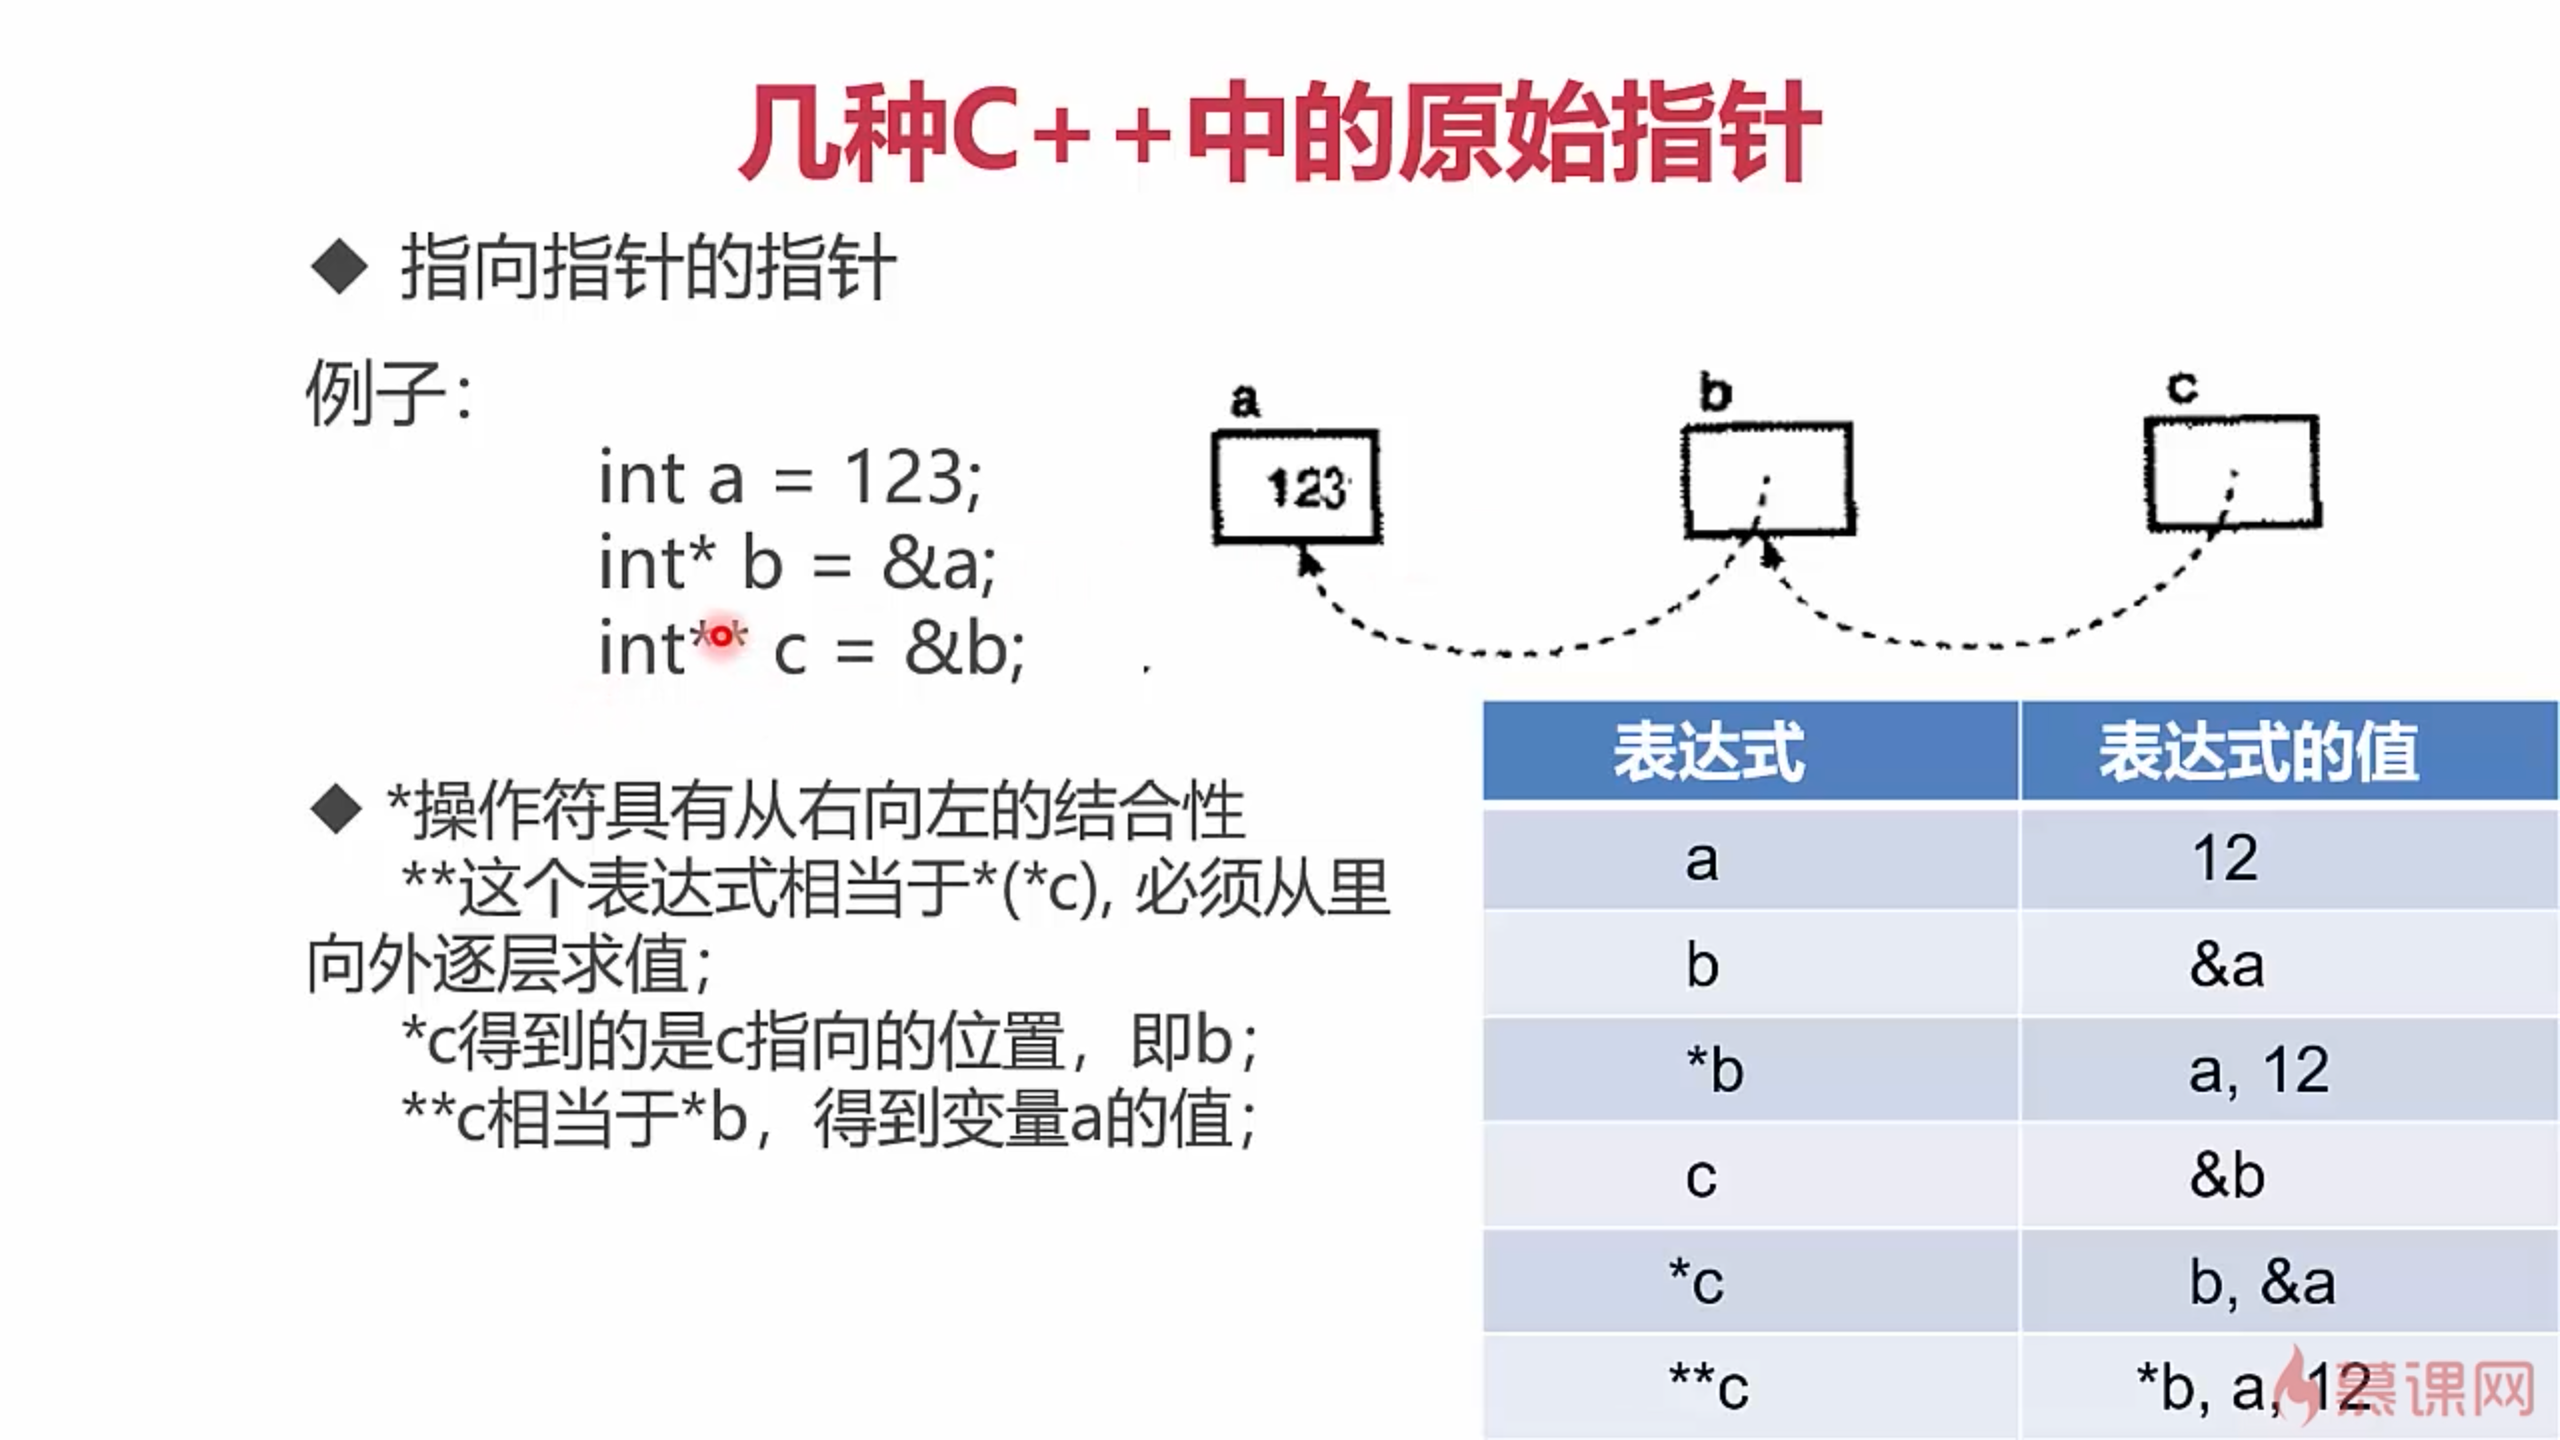 几种C++中的原始指针
◆ 指向指针的指针
例子：
int a = 123;
int* b = &a;
int** c = &b;
a
b
c
123
◆ *操作符具有从右向左的结合性
**这个表达式相当于*(*c), 必须从里
向外逐层求值；
*c得到的是c指向的位置，即b；
**c相当于*b，得到变量a的值；
表达式 表达式的值
a 12
b &a
*b a, 12
c &b
*c b, &a
**c *b, a, 12
慕课网